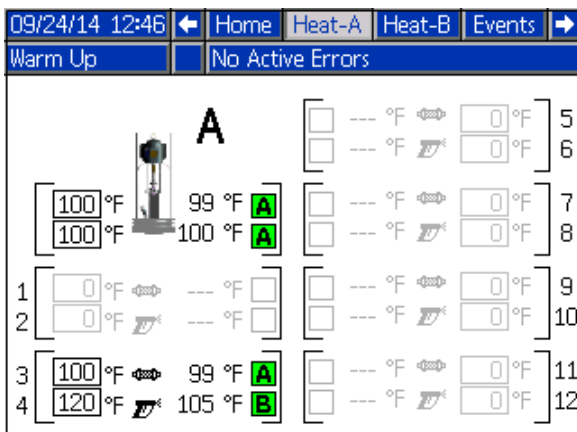 09/24/14 12:46 Home Heat-A Heat-B Events
Warm Up No Active Errors
A
--- °F 0 °F 5
--- °F 0 °F 6
100 °F 99 °F A
100 °F 100 °F A
--- °F 0 °F 7
--- °F 0 °F 8
1 0 °F --- °F
2 0 °F --- °F
--- °F 0 °F 9
--- °F 0 °F 10
3 100 °F 99 °F A
4 120 °F 105 °F B
--- °F 0 °F 11
--- °F 0 °F 12